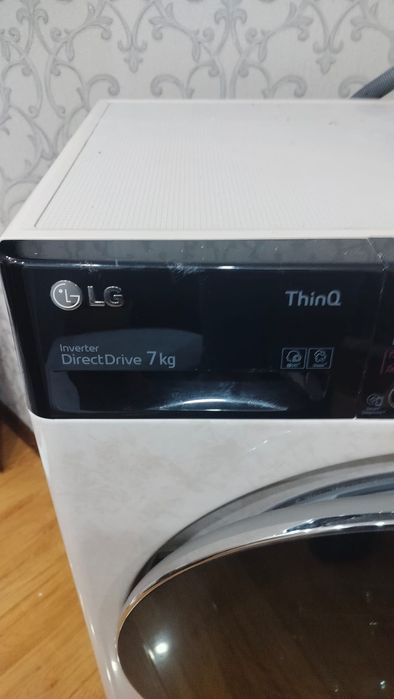 LG
ThinQ
Inverter
DirectDrive 7kg